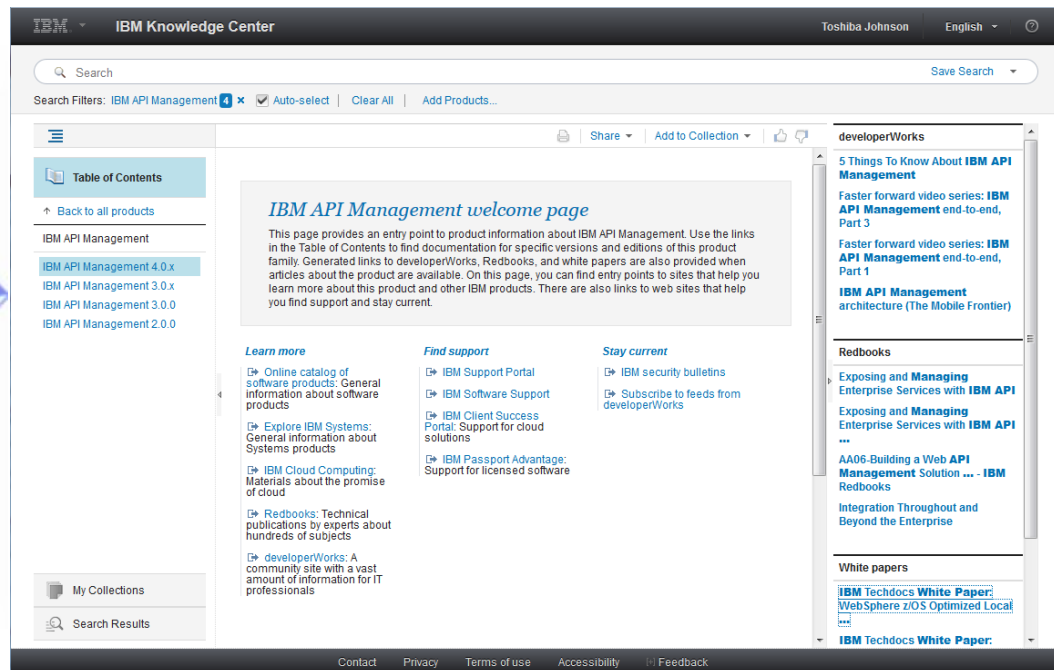 IBM. IBM Knowledge Center Toshiba Johnson English
Search Save Search
Search Filters: IBM API Management 4 × Auto-select | Clear All | Add Products...
Share Add to Collection
Table of Contents
Back to all products
IBM API Management
IBM API Management 4.0.x
IBM API Management 3.0.x
IBM API Management 3.0.0
IBM API Management 2.0.0
My Collections
Search Results
IBM API Management welcome page
This page provides an entry point to product information about IBM API Management. Use the links
in the Table of Contents to find documentation for specific versions and editions of this product
family. Generated links to developerWorks, Redbooks, and white papers are also provided when
articles about the product are available. On this page, you can find entry points to sites that help you
learn more about this product and other IBM products. There are also links to web sites that help
you find support and stay current.
Learn more
Online catalog of
software products: General
information about software
products
Explore IBM Systems:
General information about
Systems products
IBM Cloud Computing:
Materials about the promise
of cloud
Redbooks: Technical
publications by experts about
hundreds of subjects
developerWorks: A
community site with a vast
amount of information for IT
professionals
Find support
IBM Support Portal
IBM Software Support
IBM Client Success
Portal: Support for cloud
solutions
IBM Passport Advantage:
Support for licensed software
Stay current
IBM security bulletins
Subscribe to feeds from
developerWorks
developerWorks
5 Things To Know About IBM API
Management
Faster forward video series: IBM
API Management end-to-end,
Part 3
Faster forward video series: IBM
API Management end-to-end,
Part 1
IBM API Management
architecture (The Mobile Frontier)
Redbooks
Exposing and Managing
Enterprise Services with IBM API
Exposing and Managing
Enterprise Services with IBM API
...
AA06-Building a Web API
Management Solution ... - IBM
Redbooks
Integration Throughout and
Beyond the Enterprise
White papers
IBM Techdocs White Paper:
WebSphere z/OS Optimized Local
...
IBM Techdocs White Paper:
Contact Privacy Terms of use Accessibility [+] Feedback